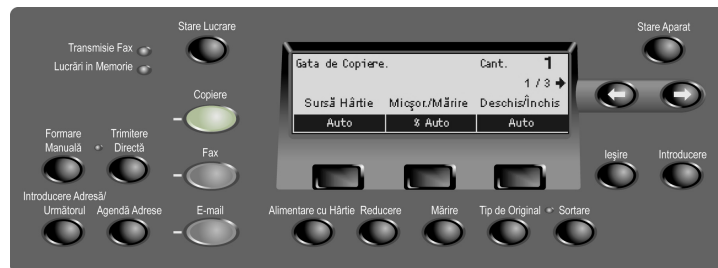 Stare Lucrare
Transmisie Fax
Lucrări in Memorie
Copiere
Formare Manuală
Trimitere Directă
Fax
Introducere Adresă/ Următorul
Agendă Adrese
E-mail
Gata de Copiere. Cant. 1
1 / 3
Sursă Hârtie Micşor./Mărire Deschis/Închis
Auto % Auto Auto
Alimentare cu Hârtie Reducere Mărire Tip de Original Sortare
Stare Aparat
Ieşire Introducere